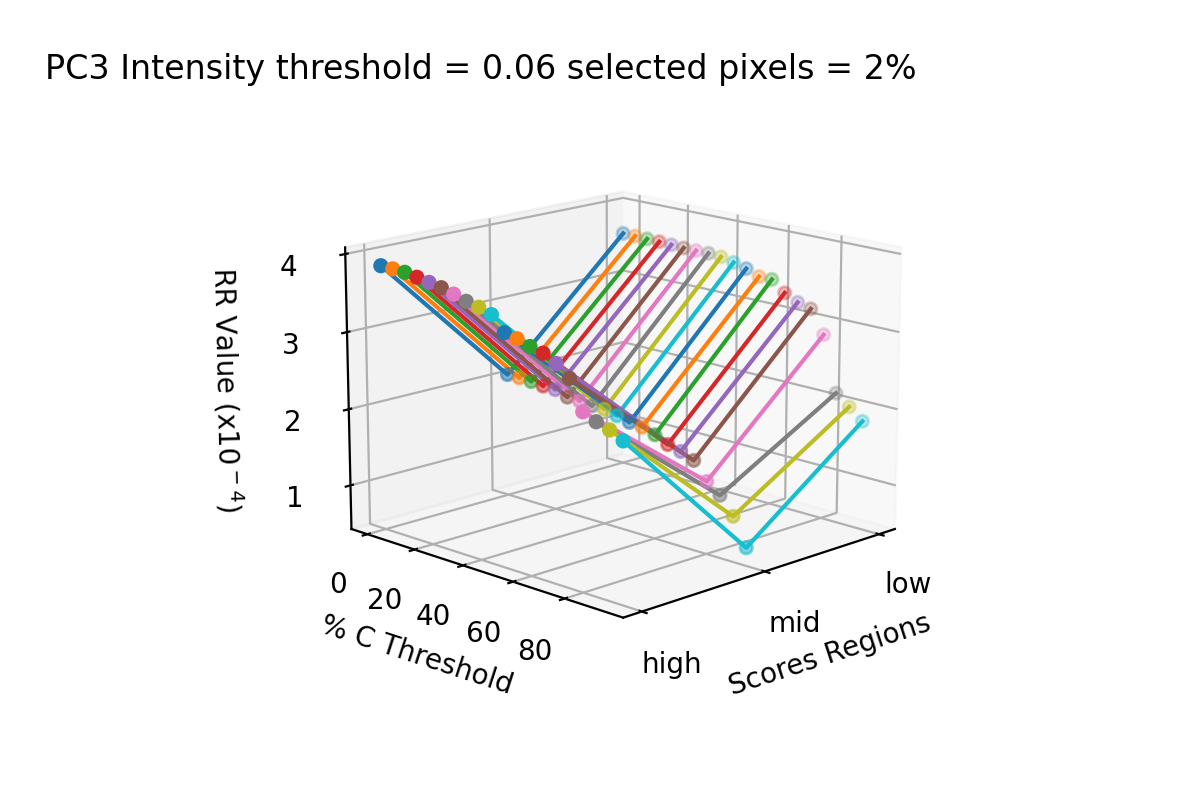 PC3 Intensity threshold = 0.06 selected pixels = 2%
RR Value (x10⁻⁴)
4
3
2
1
0
20
40
60
80
% C Threshold
high
mid
low
Scores Regions